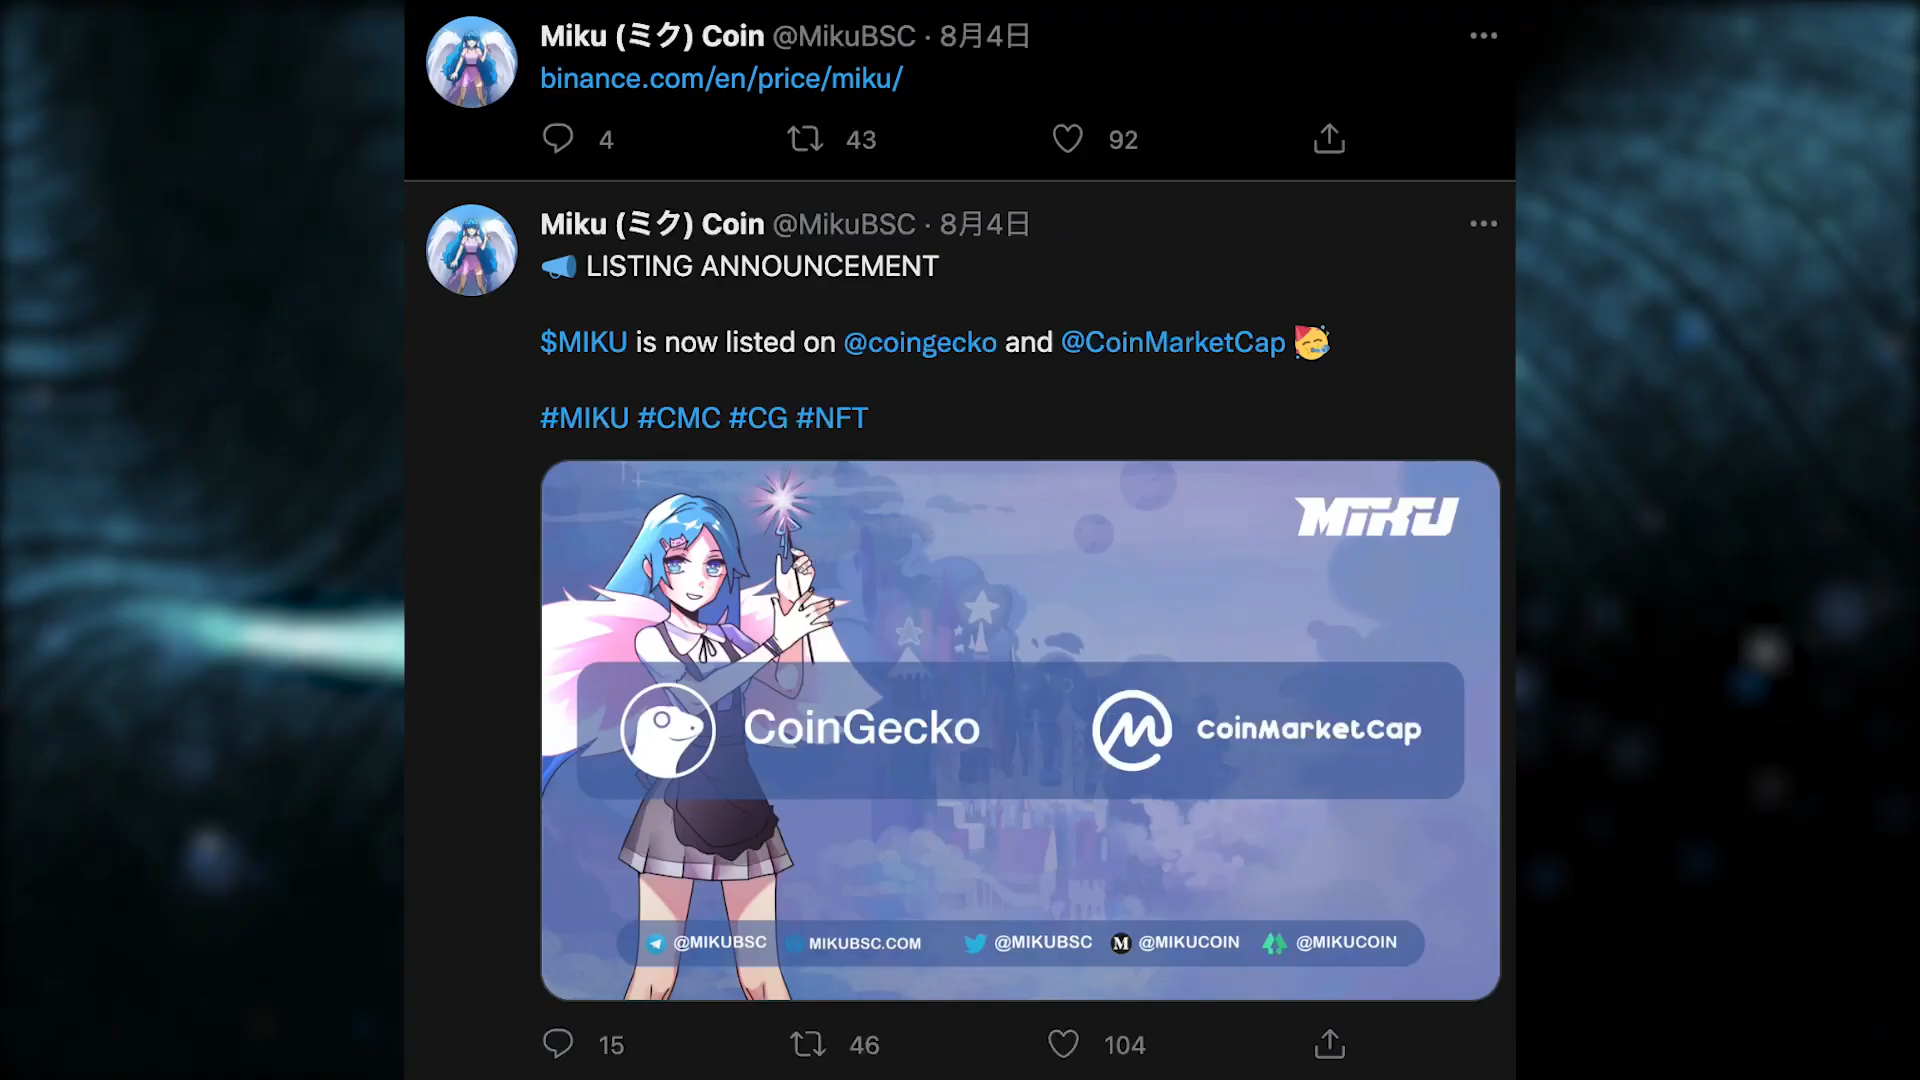 Miku (ミク) Coin @MikuBSC · 8月4日
binance.com/en/price/miku/
4 43 92
Miku (ミク) Coin @MikuBSC · 8月4日
LISTING ANNOUNCEMENT
$MIKU is now listed on @coingecko and @CoinMarketCap
#MIKU #CMC #CG #NFT
MIKU
CoinGecko CoinMarketCap
@MIKUBSC MIKUBSC.COM @MIKUBSC @MIKUCOIN @MIKUCOIN
15 46 104